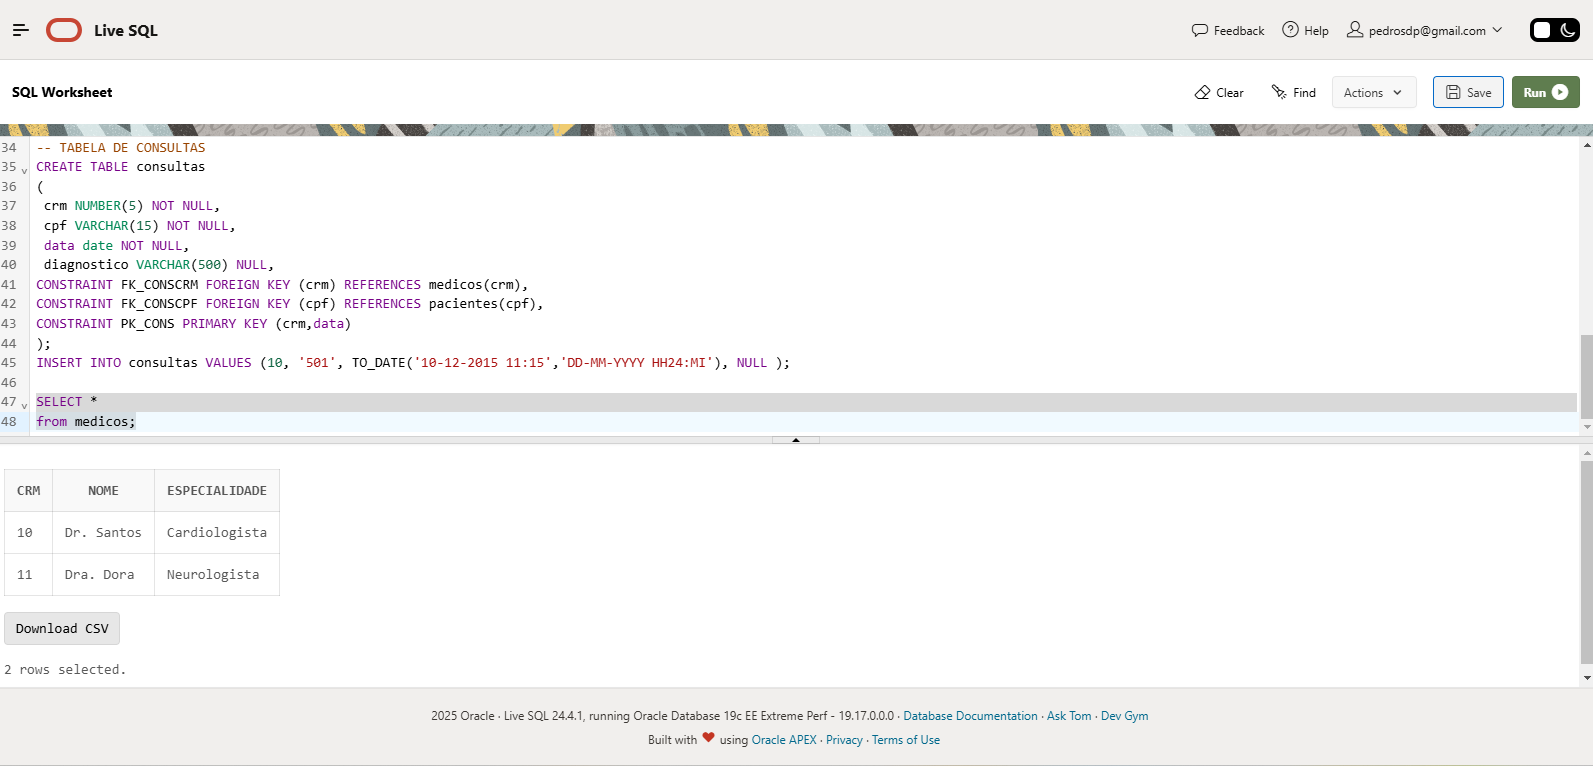 Live SQL
Feedback
Help
pedrosdp@gmail.com
SQL Worksheet
Clear
Find
Actions
Save
Run
34 -- TABELA DE CONSULTAS
35 CREATE TABLE consultas
36 (
37 crm NUMBER(5) NOT NULL,
38 cpf VARCHAR(15) NOT NULL,
39 data date NOT NULL,
40 diagnostico VARCHAR(500) NULL,
41 CONSTRAINT FK_CONSCRM FOREIGN KEY (crm) REFERENCES medicos(crm),
42 CONSTRAINT FK_CONSCPF FOREIGN KEY (cpf) REFERENCES pacientes(cpf),
43 CONSTRAINT PK_CONS PRIMARY KEY (crm,data)
44 );
45 INSERT INTO consultas VALUES (10, '501', TO_DATE('10-12-2015 11:15','DD-MM-YYYY HH24:MI'), NULL );
46
47 SELECT *
48 from medicos;
CRM NOME ESPECIALIDADE
10 Dr. Santos Cardiologista
11 Dra. Dora Neurologista
Download CSV
2 rows selected.
2025 Oracle · Live SQL 24.4.1, running Oracle Database 19c EE Extreme Perf - 19.17.0.0.0 · Database Documentation · Ask Tom · Dev Gym
Built with ❤ using Oracle APEX · Privacy · Terms of Use